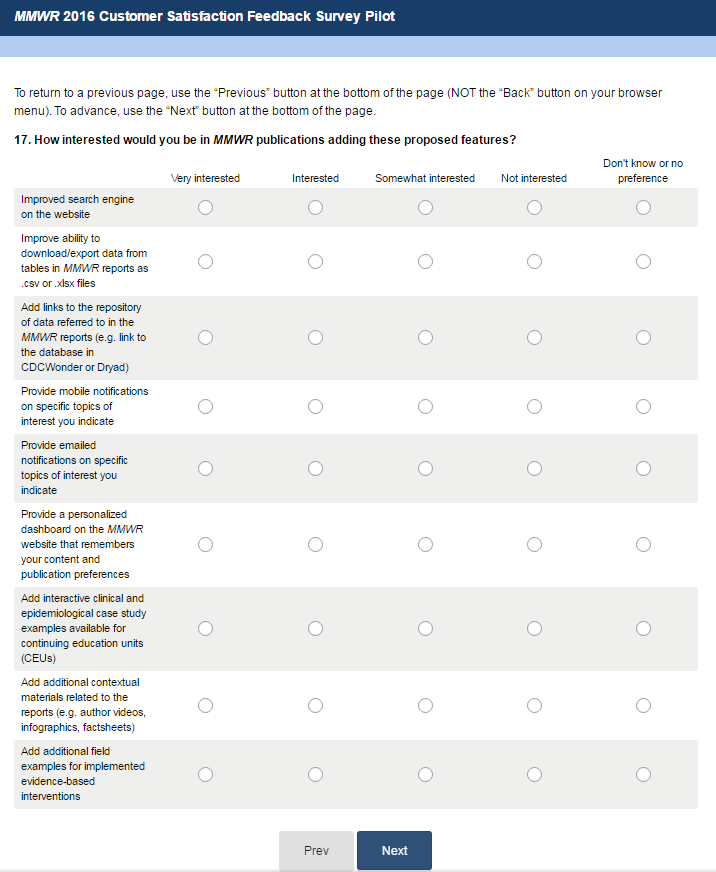 MMWR 2016 Customer Satisfaction Feedback Survey Pilot
To return to a previous page, use the “Previous” button at the bottom of the page (NOT the “Back” button on your browser
menu). To advance, use the “Next” button at the bottom of the page.
17. How interested would you be in MMWR publications adding these proposed features?
Very interested
Interested
Somewhat interested
Not interested
Don't know or no
preference
Improved search engine
on the website
Improve ability to
download/export data from
tables in MMWR reports as
.csv or .xlsx files
Add links to the repository
of data referred to in the
MMWR reports (e.g. link to
the database in
CDCWonder or Dryad)
Provide mobile notifications
on specific topics of
interest you indicate
Provide emailed
notifications on specific
topics of interest you
indicate
Provide a personalized
dashboard on the MMWR
website that remembers
your content and
publication preferences
Add interactive clinical and
epidemiological case study
examples available for
continuing education units
(CEUs)
Add additional contextual
materials related to the
reports (e.g. author videos,
infographics, factsheets)
Add additional field
examples for implemented
evidence-based
interventions
Prev
Next